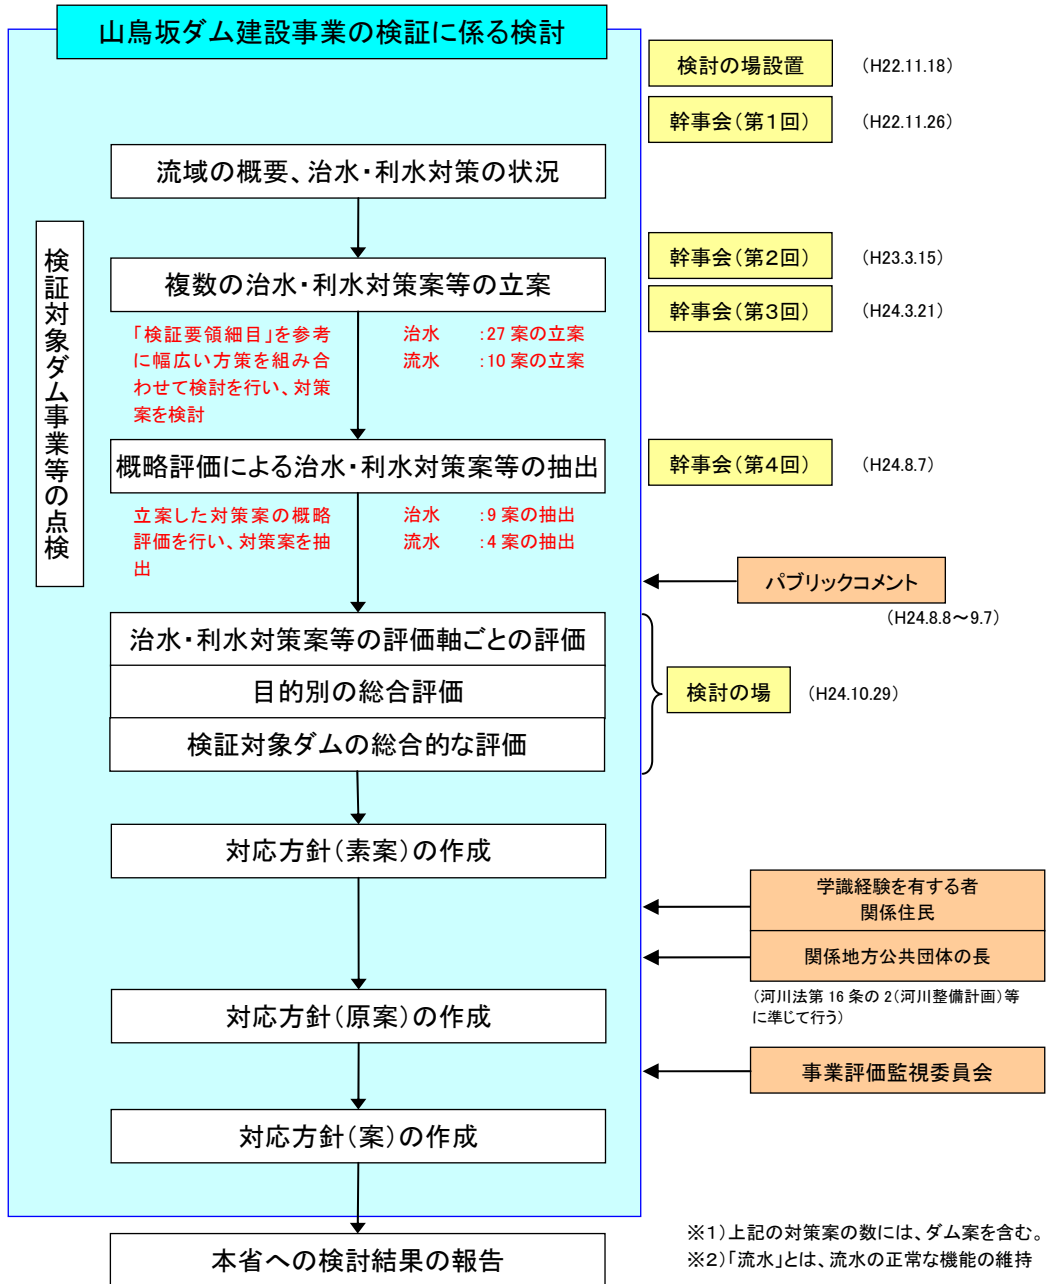 山鳥坂ダム建設事業の検証に係る検討
検討の場設置 (H22.11.18)
幹事会(第1回) (H22.11.26)
流域の概要、治水・利水対策の状況
検証対象ダム事業等の点検
幹事会(第2回) (H23.3.15)
複数の治水・利水対策案等の立案
幹事会(第3回) (H24.3.21)
「検証要領細目」を参考
に幅広い方策を組み合
わせて検討を行い、対策
案を検討
治水 :27案の立案
流水 :10案の立案
概略評価による治水・利水対策案等の抽出
幹事会(第4回) (H24.8.7)
立案した対策案の概略
評価を行い、対策案を抽
出
治水 :9案の抽出
流水 :4案の抽出
パブリックコメント
(H24.8.8~9.7)
治水・利水対策案等の評価軸ごとの評価
目的別の総合評価
検証対象ダムの総合的な評価
検討の場 (H24.10.29)
対応方針(素案)の作成
学識経験を有する者
関係住民
関係地方公共団体の長
(河川法第16条の2(河川整備計画)等
に準じて行う)
対応方針(原案)の作成
事業評価監視委員会
対応方針(案)の作成
本省への検討結果の報告
※1)上記の対策案の数には、ダム案を含む。
※2)「流水」とは、流水の正常な機能の維持